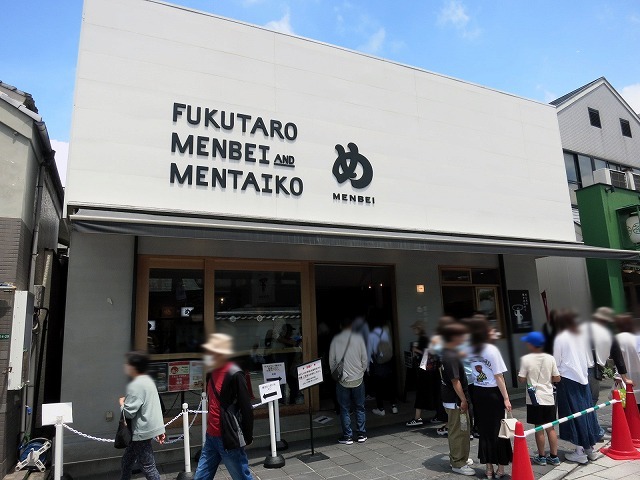 FUKUTARO
MENBEI AND
MENTAIKO
め
MENBEI